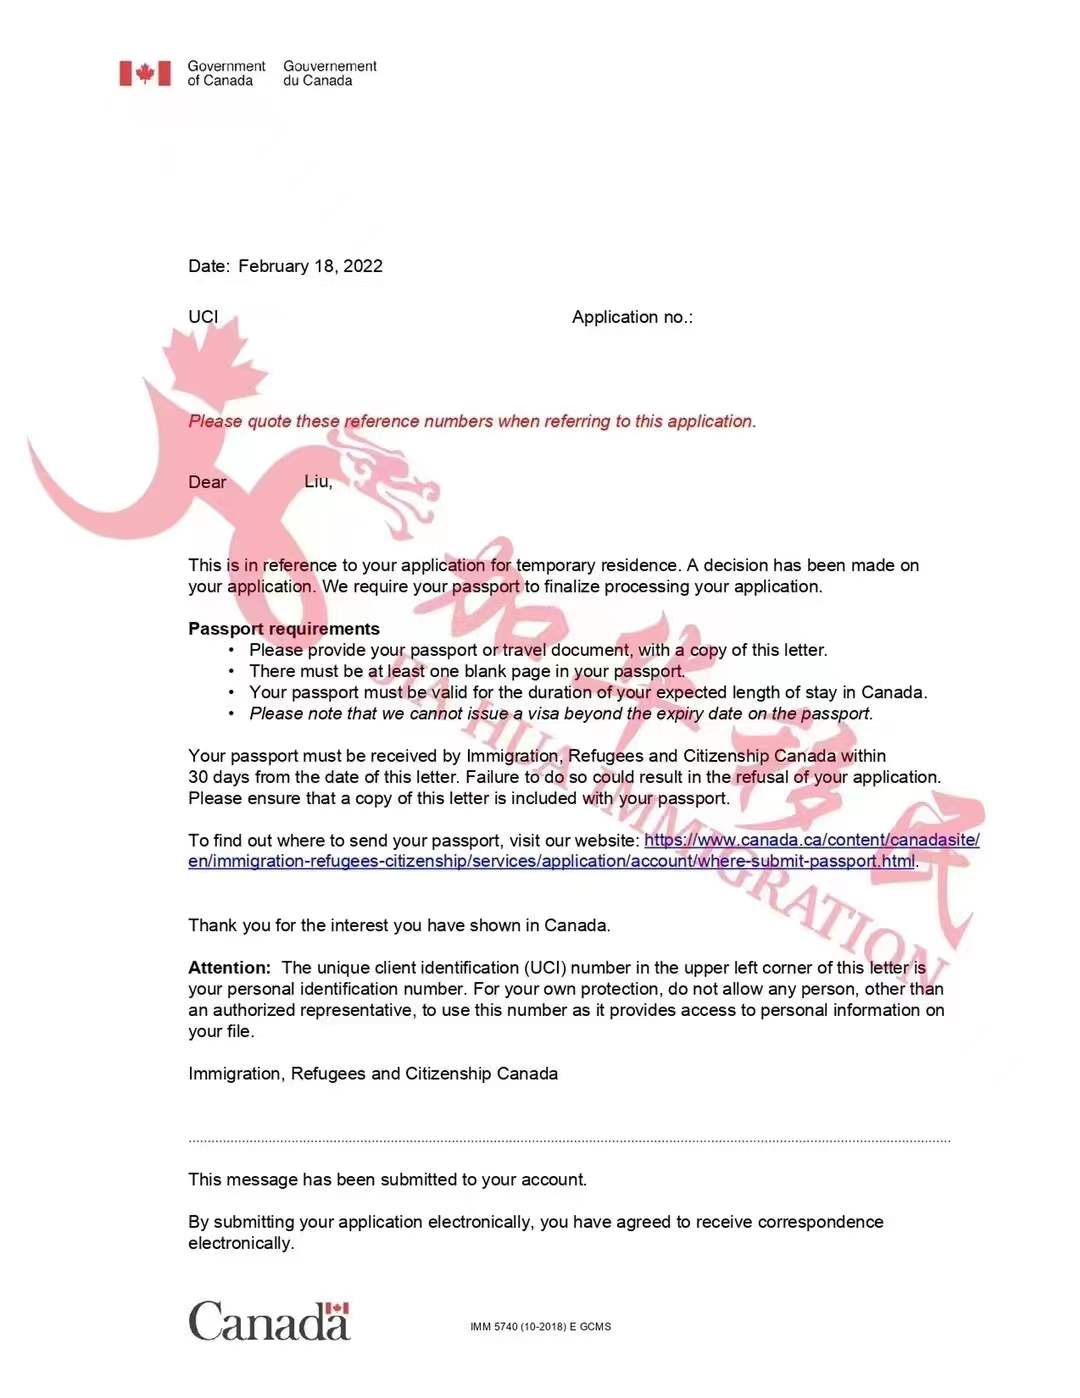 Government Gouvernement
of Canada du Canada
Date: February 18, 2022
UCI Application no.:
Please quote these reference numbers when referring to this application.
Dear Liu,
This is in reference to your application for temporary residence. A decision has been made on
your application. We require your passport to finalize processing your application.
Passport requirements
• Please provide your passport or travel document, with a copy of this letter.
• There must be at least one blank page in your passport.
• Your passport must be valid for the duration of your expected length of stay in Canada.
• Please note that we cannot issue a visa beyond the expiry date on the passport.
Your passport must be received by Immigration, Refugees and Citizenship Canada within
30 days from the date of this letter. Failure to do so could result in the refusal of your application.
Please ensure that a copy of this letter is included with your passport.
To find out where to send your passport, visit our website: https://www.canada.ca/content/canadasite/
en/immigration-refugees-citizenship/services/application/account/where-submit-passport.html.
Thank you for the interest you have shown in Canada.
Attention: The unique client identification (UCI) number in the upper left corner of this letter is
your personal identification number. For your own protection, do not allow any person, other than
an authorized representative, to use this number as it provides access to personal information on
your file.
Immigration, Refugees and Citizenship Canada
This message has been submitted to your account.
By submitting your application electronically, you have agreed to receive correspondence
electronically.
Canada
IMM 5740 (10-2018) E GCMS
加华移民
JIA HUA IMMIGRATION